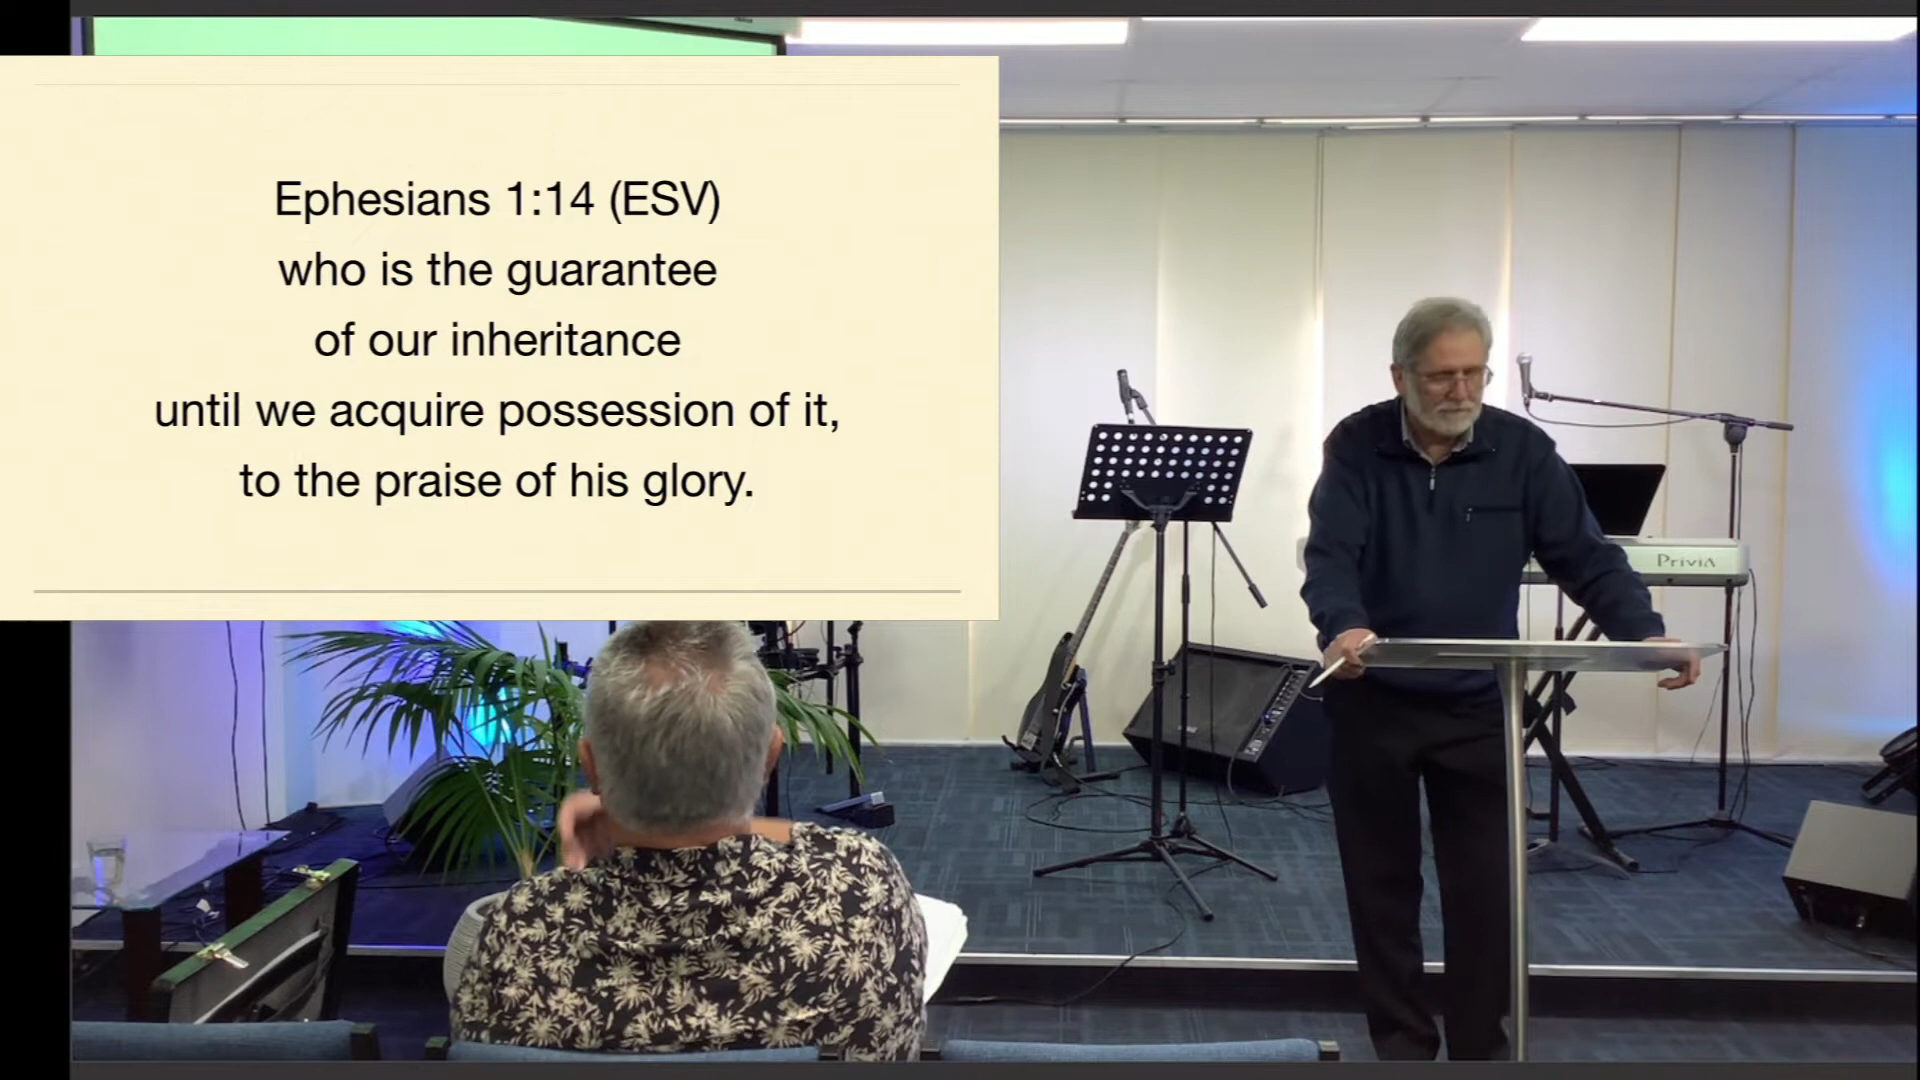 Ephesians 1:14 (ESV)
who is the guarantee
of our inheritance
until we acquire possession of it,
to the praise of his glory.
Privia